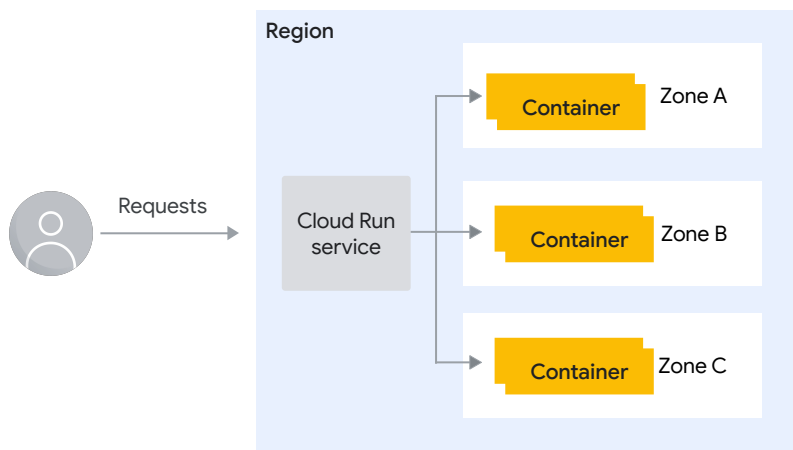 Region
Container
Zone A
Requests
Cloud Run
service
Container
Zone B
Container
Zone C